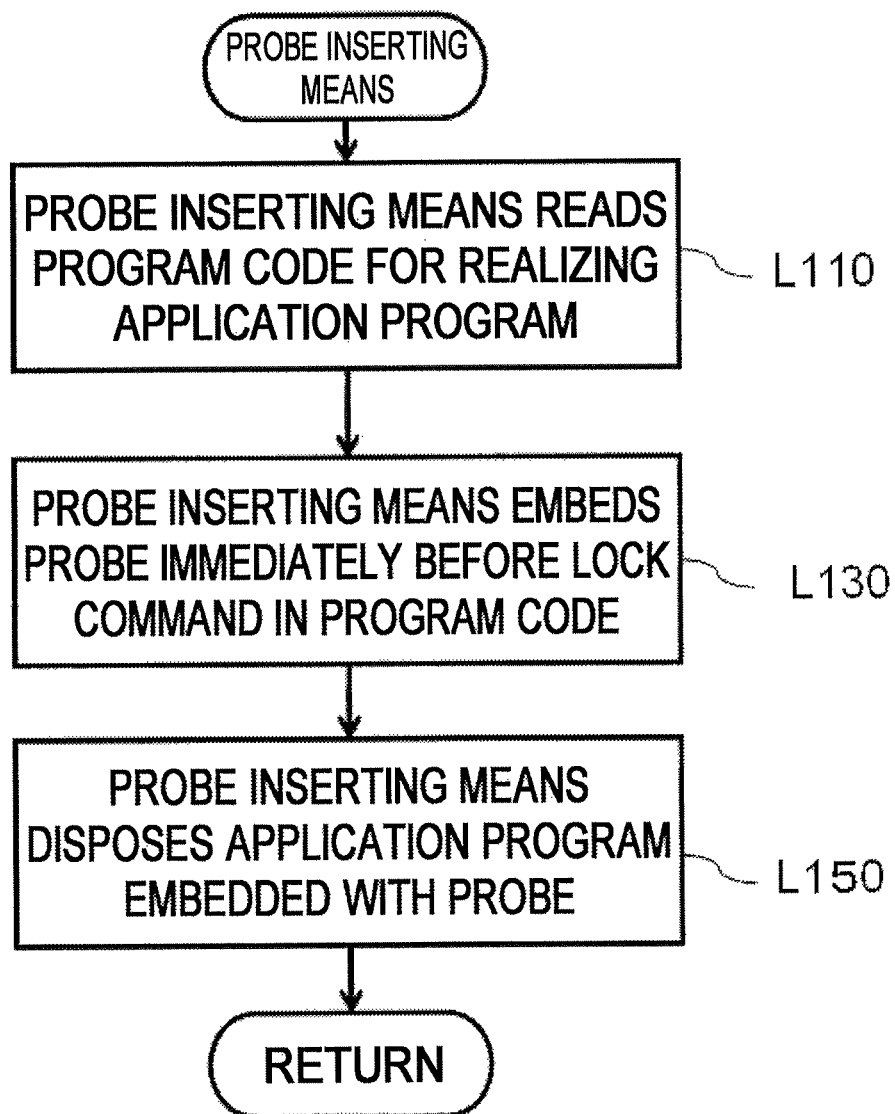 PROBE INSERTING
MEANS
PROBE INSERTING MEANS READS
PROGRAM CODE FOR REALIZING
APPLICATION PROGRAM
L110
PROBE INSERTING MEANS EMBEDS
PROBE IMMEDIATELY BEFORE LOCK
COMMAND IN PROGRAM CODE
L130
PROBE INSERTING MEANS
DISPOSES APPLICATION PROGRAM
EMBEDDED WITH PROBE
L150
RETURN